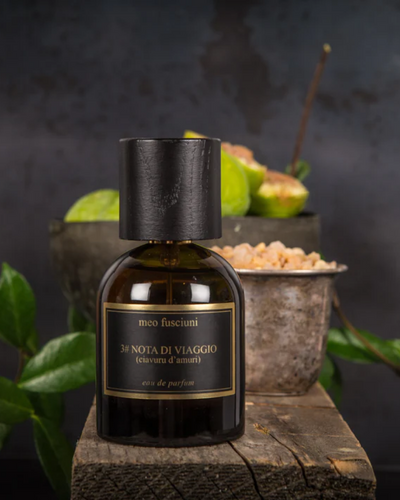 meo fusciuni
3# NOTA DI VIAGGIO
(ciavuru d'amuri)
eau de parfum